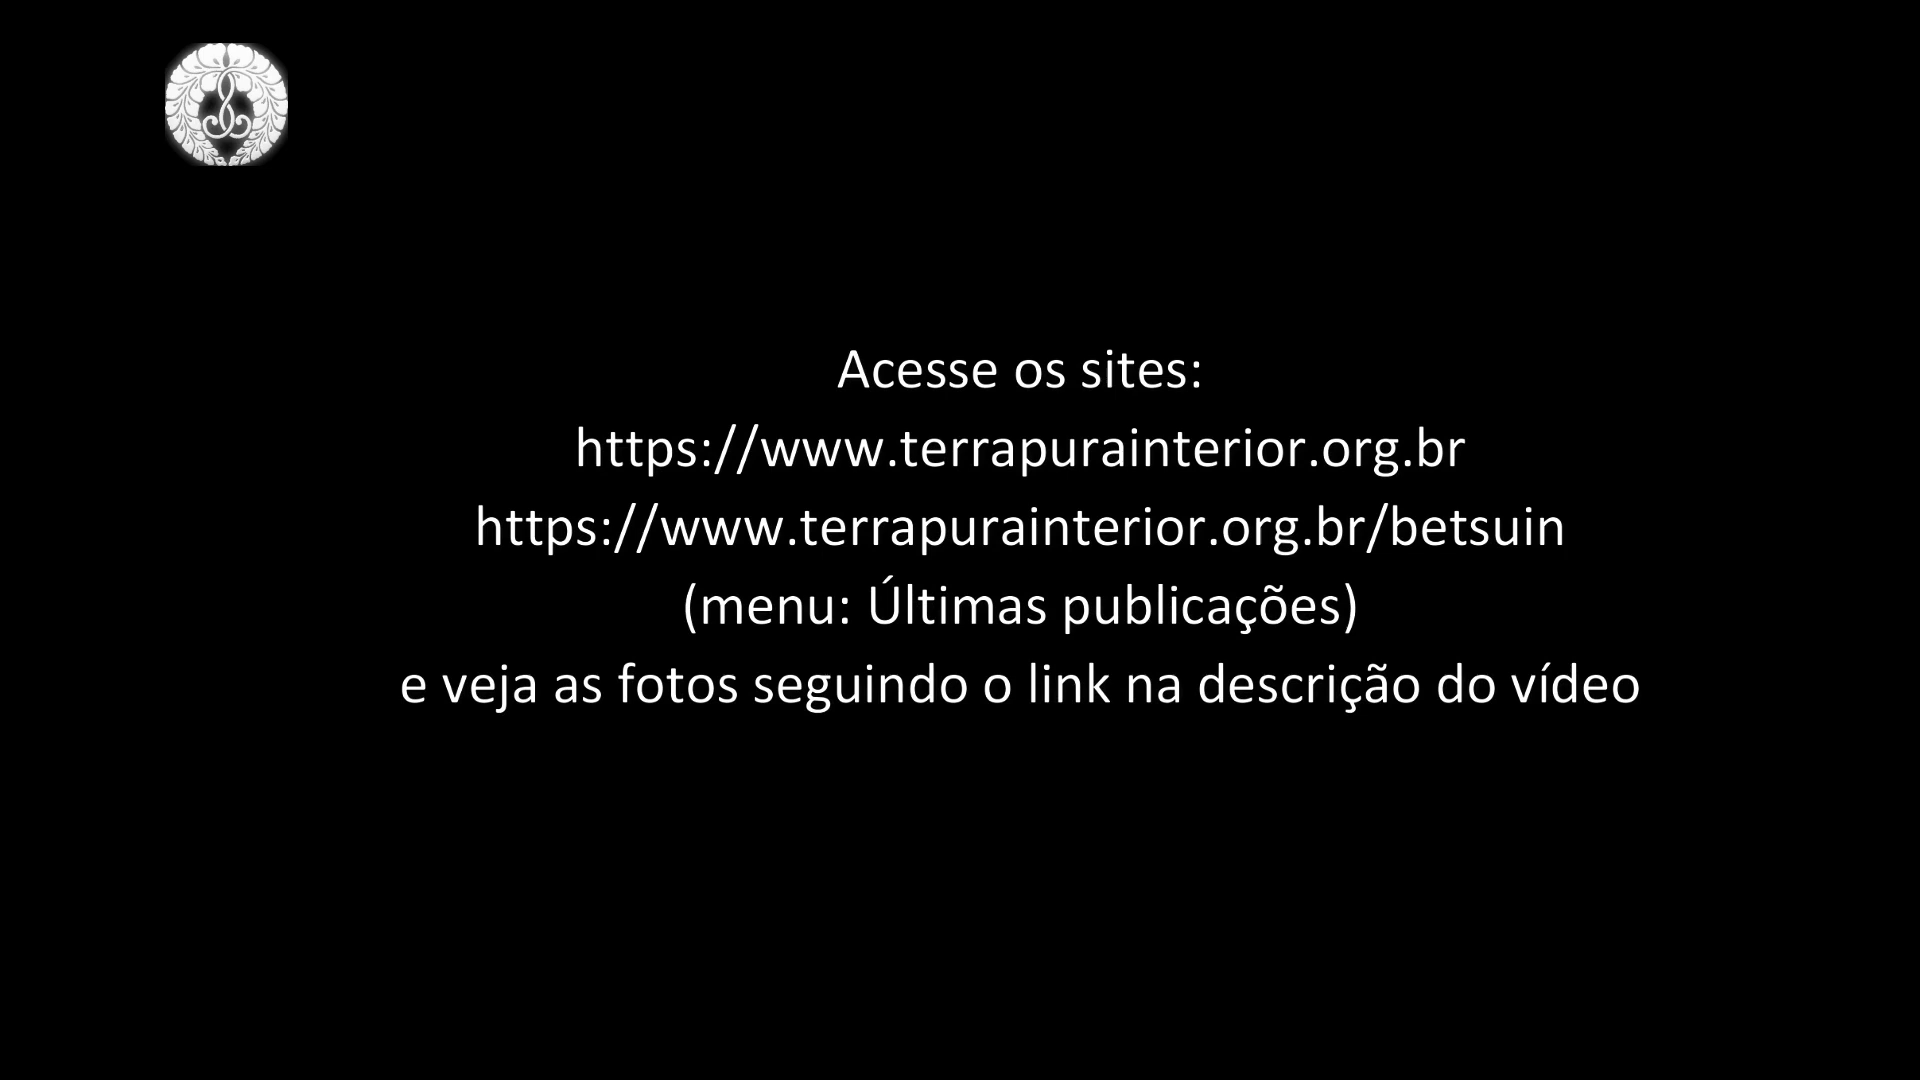 Acesse os sites:
https://www.terrapurainterior.org.br
https://www.terrapurainterior.org.br/betsuin
(menu: Últimas publicações)
e veja as fotos seguindo o link na descrição do vídeo